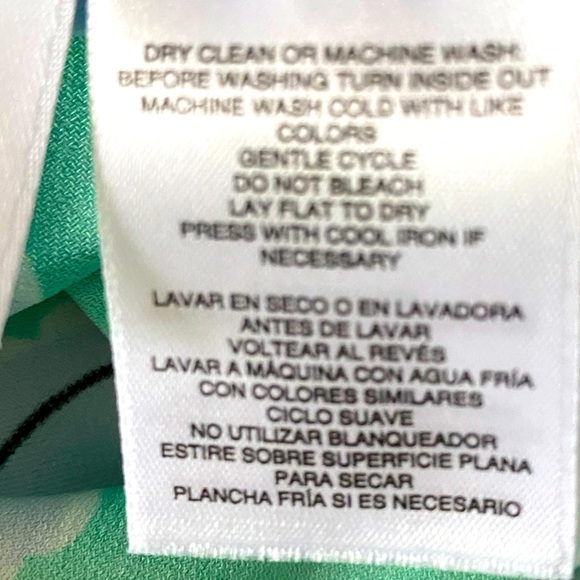 DRY CLEAN OR MACHINE WASH:
BEFORE WASHING TURN INSIDE OUT
MACHINE WASH COLD WITH LIKE
COLORS
GENTLE CYCLE
DO NOT BLEACH
LAY FLAT TO DRY
PRESS WITH COOL IRON IF
NECESSARY
LAVAR EN SECO O EN LAVADORA
ANTES DE LAVAR
VOLTEAR AL REVÉS
LAVAR A MÁQUINA CON AGUA FRÍA
CON COLORES SIMILARES
CICLO SUAVE
NO UTILIZAR BLANQUEADOR
ESTIRE SOBRE SUPERFICIE PLANA
PARA SECAR
PLANCHA FRÍA SI ES NECESARIO